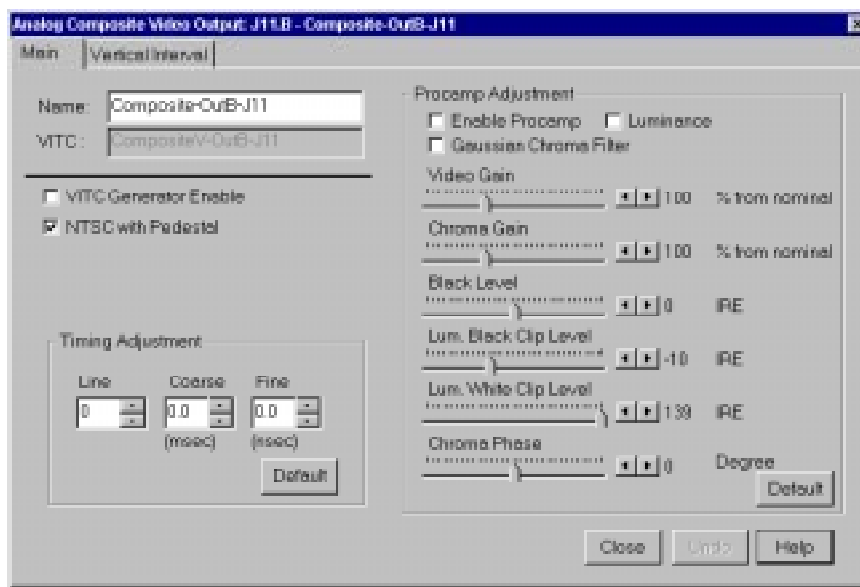 Analog Composite Video Output: J11.B - Composite-OutB-J11
Main
Vertical Interval
Name:
Composite-OutB-J11
VITC:
CompositeV-OutB-J11
VITC Generator Enable
NTSC with Pedestal
Timing Adjustment
Line
Coarse
Fine
0
0.0
0.0
(msec)
(nsec)
Default
Procamp Adjustment
Enable Procamp
Luminance
Gaussian Chroma Filter
Video Gain
100
% from nominal
Chroma Gain
100
% from nominal
Black Level
0
IRE
Lum. Black Clip Level
-10
IRE
Lum. White Clip Level
139
IRE
Chroma Phase
0
Degree
Default
Close
Undo
Help